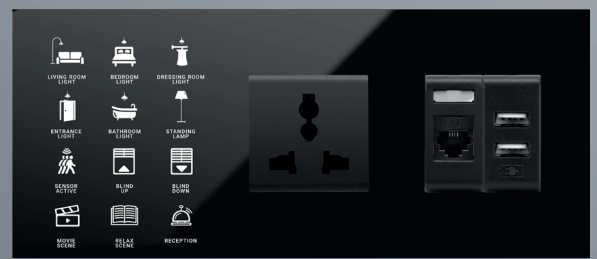 LIVING ROOM
LIGHT
BEDROOM
LIGHT
DRESSING ROOM
LIGHT
ENTRANCE
LIGHT
BATHROOM
LIGHT
STANDING
LAMP
SENSOR
ACTIVE
BLIND
UP
BLIND
DOWN
MOVIE
SCENE
RELAX
SCENE
RECEPTION